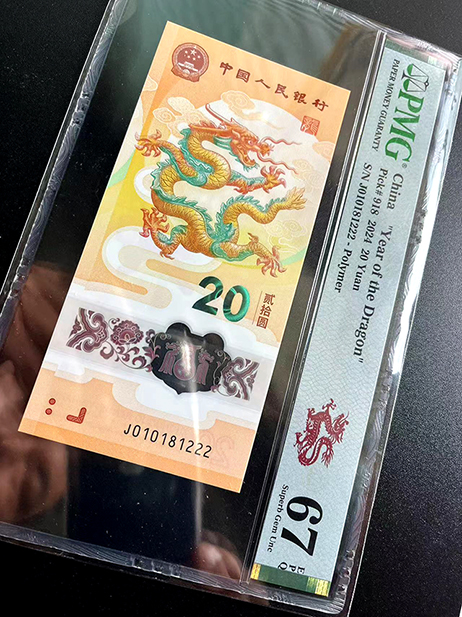 中国人民银行
20
贰拾圆
J010181222
PMG
PAPER MONEY GUARANTY
China "Year of the Dragon"
Pick# 918 2024 20 Yuan
S/N J010181222 - Polymer
67 EPQ
Superb Gem Unc